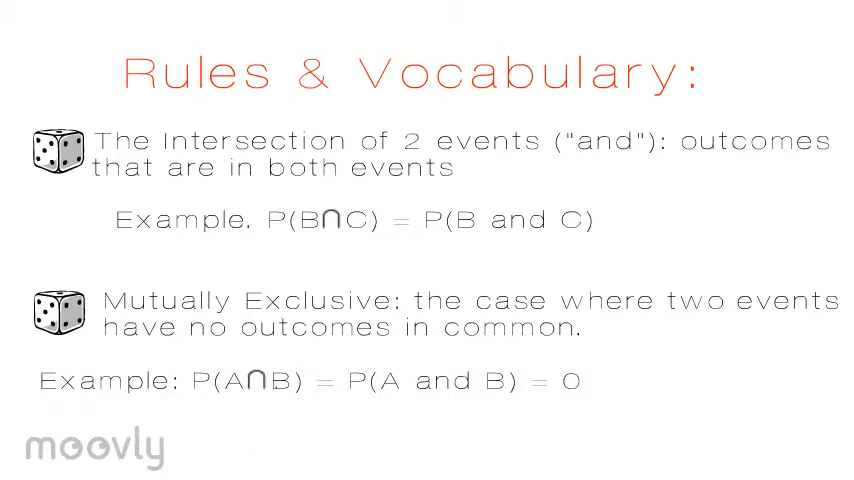 Rules & Vocabulary:
The Intersection of 2 events ("and"): outcomes
that are in both events
Example. P(B∩C) = P(B and C)
Mutually Exclusive: the case where two events
have no outcomes in common.
Example: P(A∩B) = P(A and B) = 0
moovly